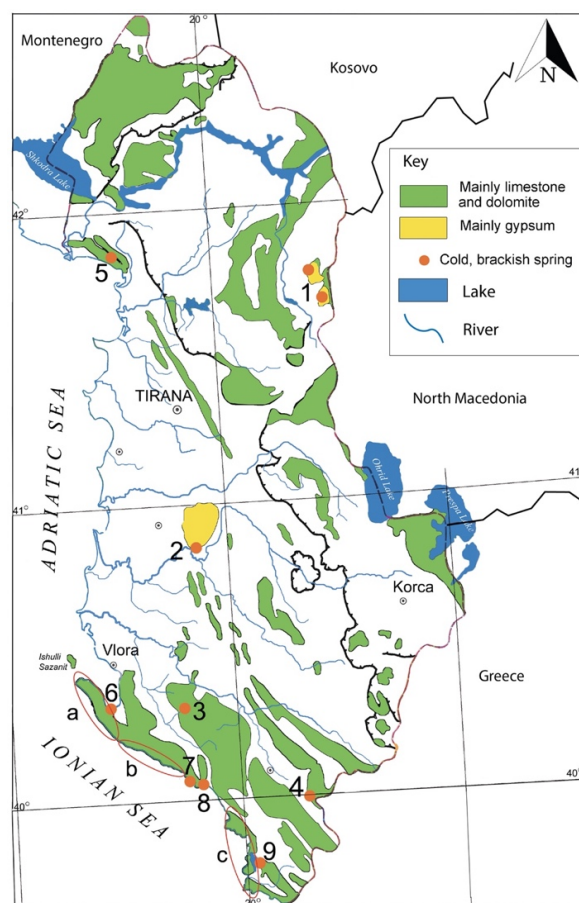 20°
Montenegro
Kosovo
N
Shkodra Lake
Key
Mainly limestone
and dolomite
Mainly gypsum
Cold, brackish spring
Lake
River
42°
42°
5
1
TIRANA
North Macedonia
ADRIATIC SEA
Ohrid Lake
Prespa Lake
41°
41
2
Korca
Vlora
Ishulli
Sazanit
Greece
a
6
3
b
IONIAN SEA
7
8
4
40°
40°
c
9
20°